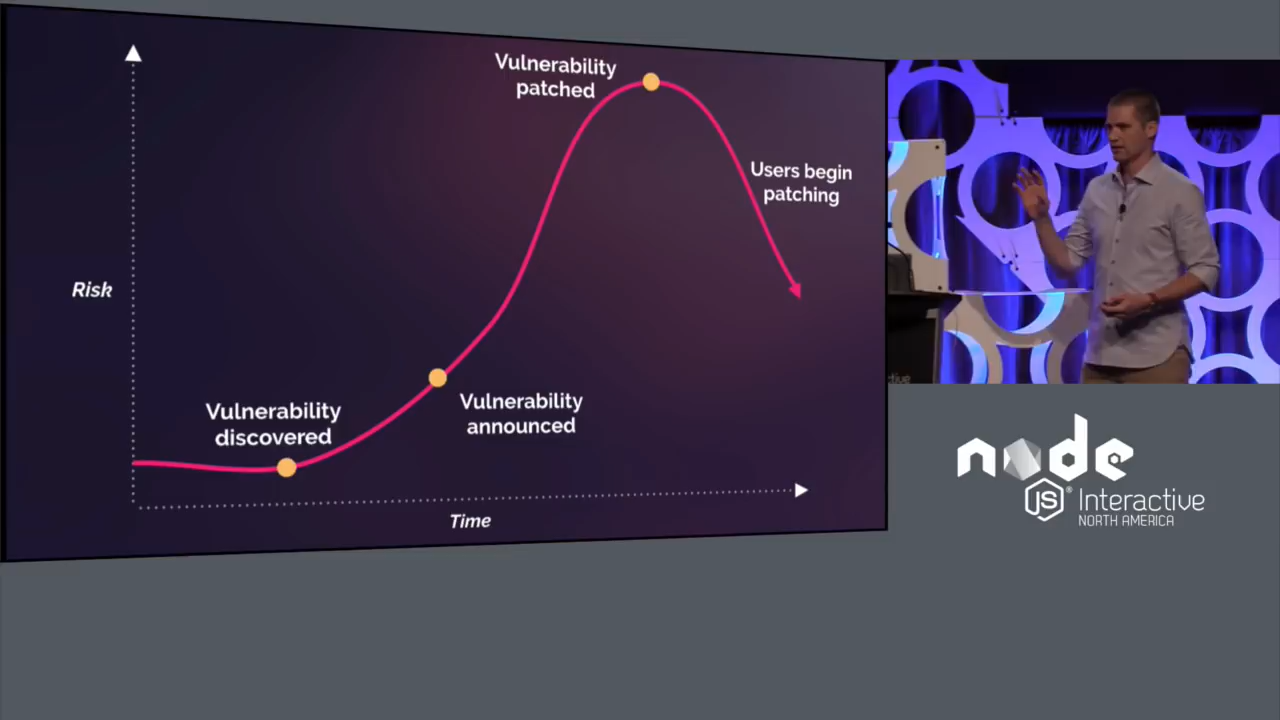 Vulnerability
patched
Users begin
patching
Risk
Vulnerability
discovered
Vulnerability
announced
Time
node
JS® Interactive
NORTH AMERICA